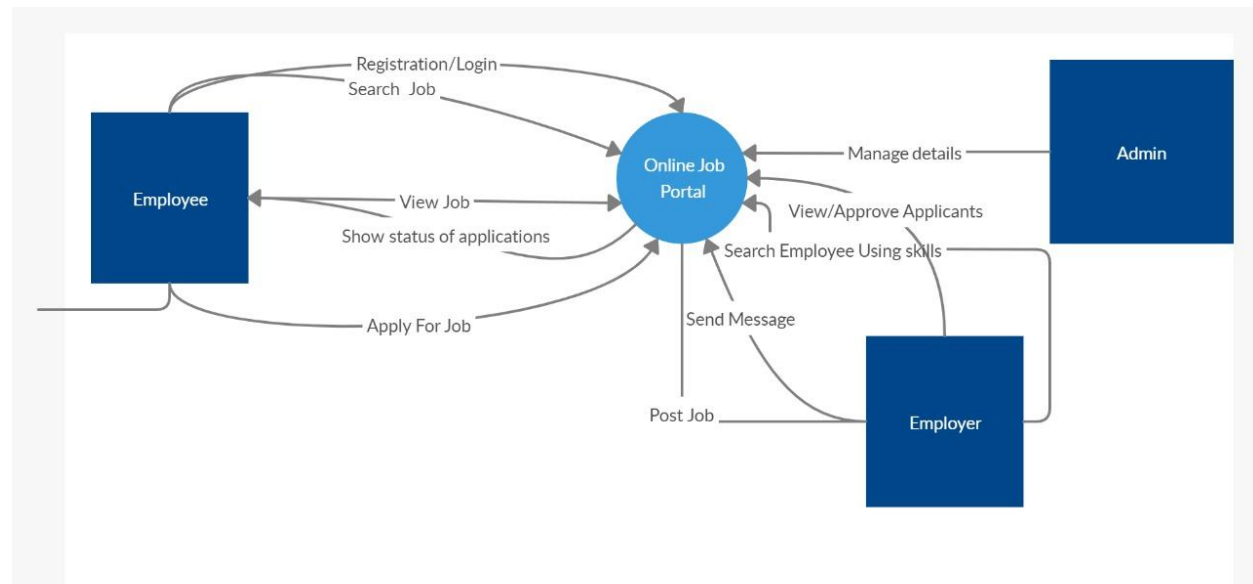 Registration/Login
Search Job
Online Job
Portal
Manage details
Admin
Employee
View Job
View/Approve Applicants
Show status of applications
Search Employee Using skills
Send Message
Apply For Job
Post Job
Employer